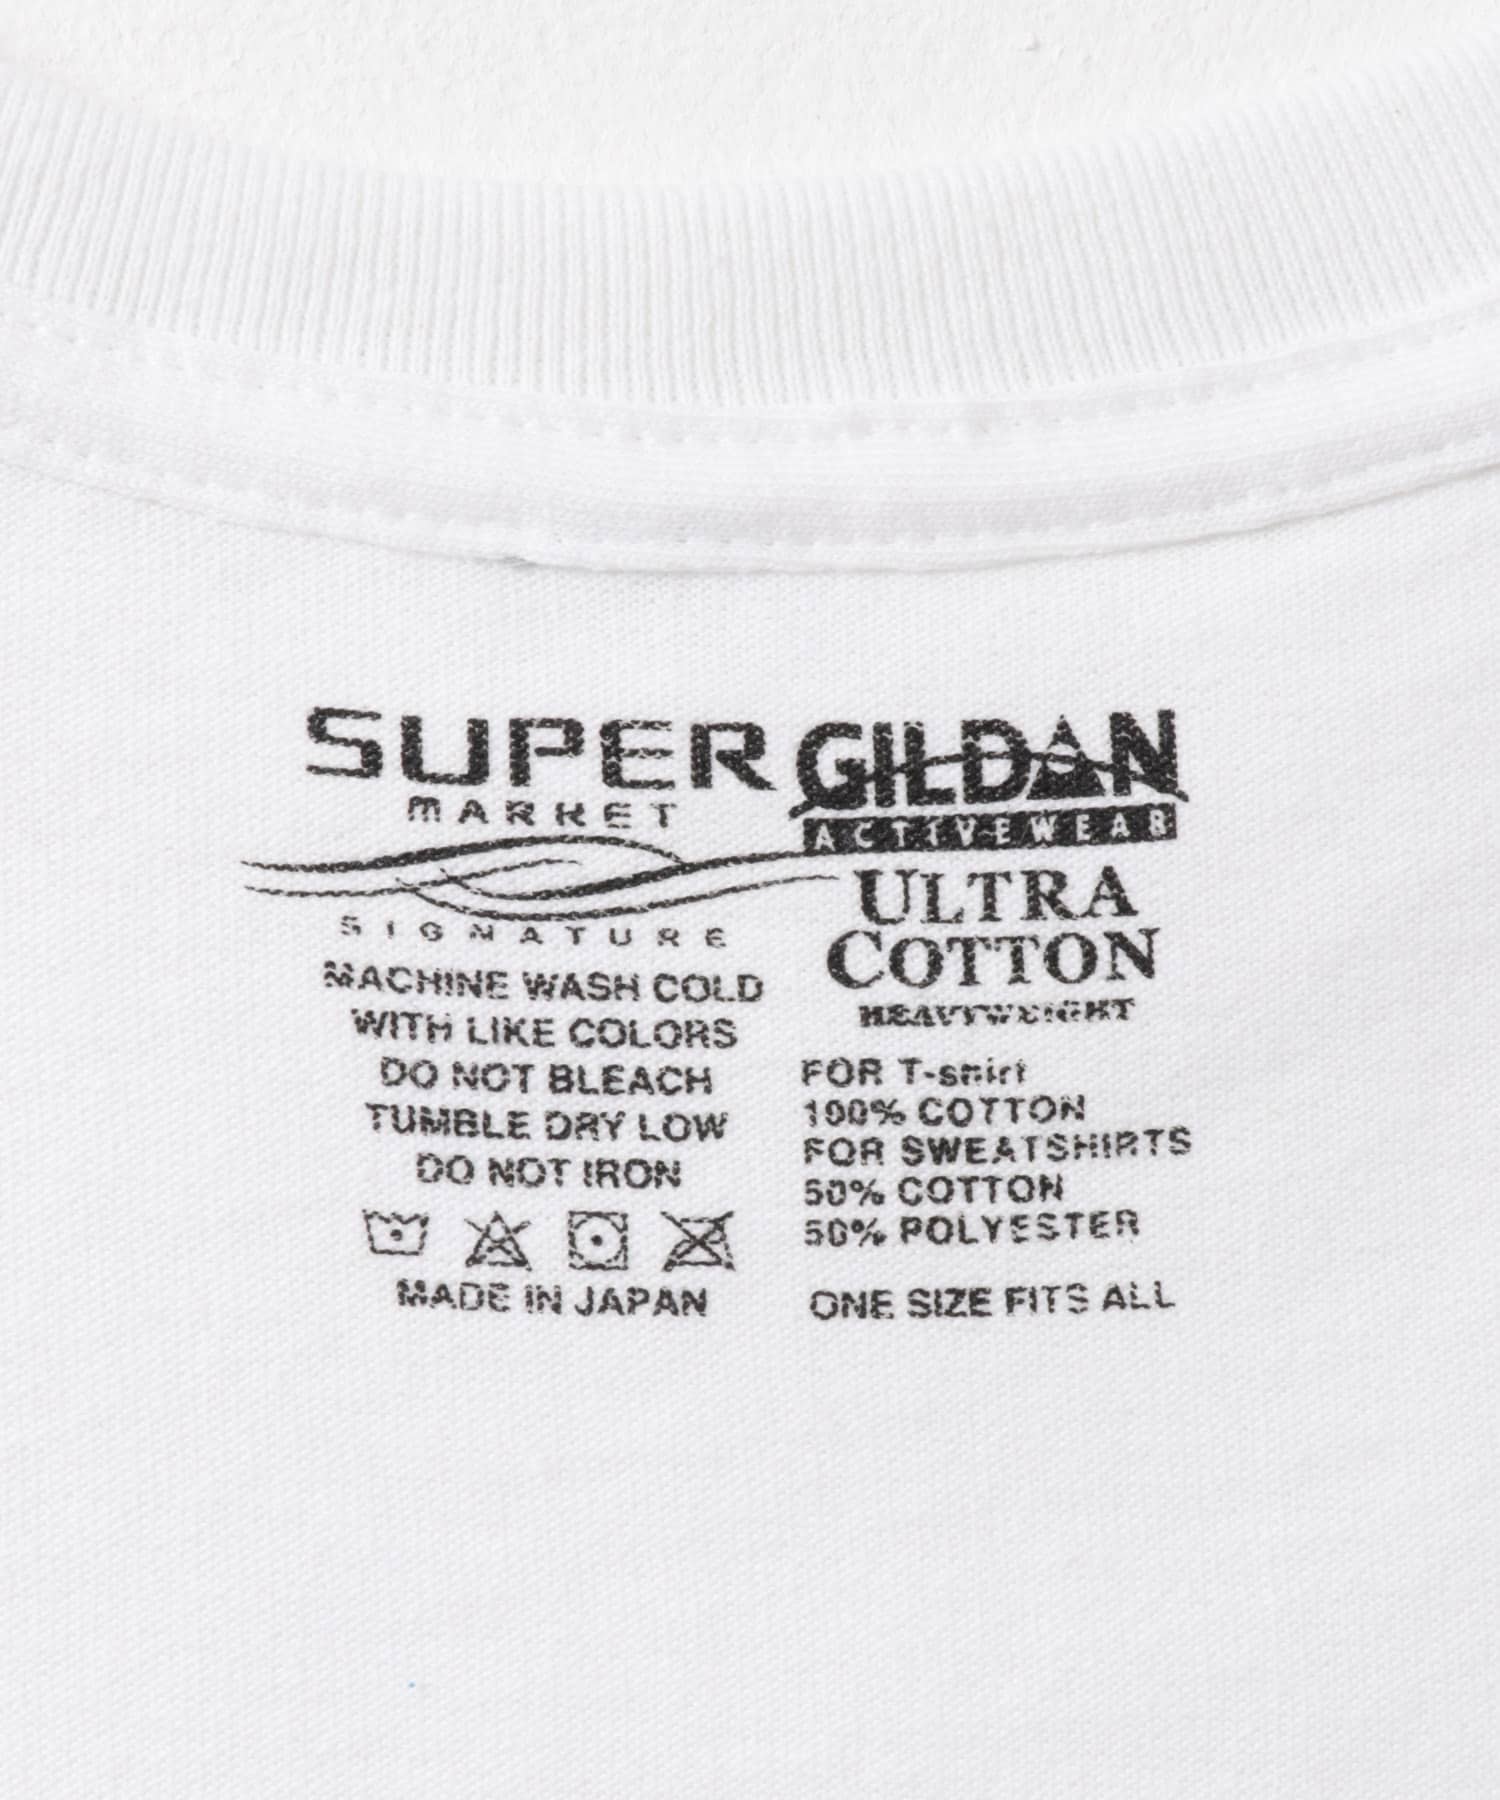 SUPER
MARKET
SIGNATURE
MACHINE WASH COLD
WITH LIKE COLORS
DO NOT BLEACH
TUMBLE DRY LOW
DO NOT IRON
MADE IN JAPAN
GILDAN
ACTIVEWEAR
ULTRA
COTTON
HEAVYWEIGHT
FOR T-shirt
100% COTTON
FOR SWEATSHIRTS
50% COTTON
50% POLYESTER
ONE SIZE FITS ALL